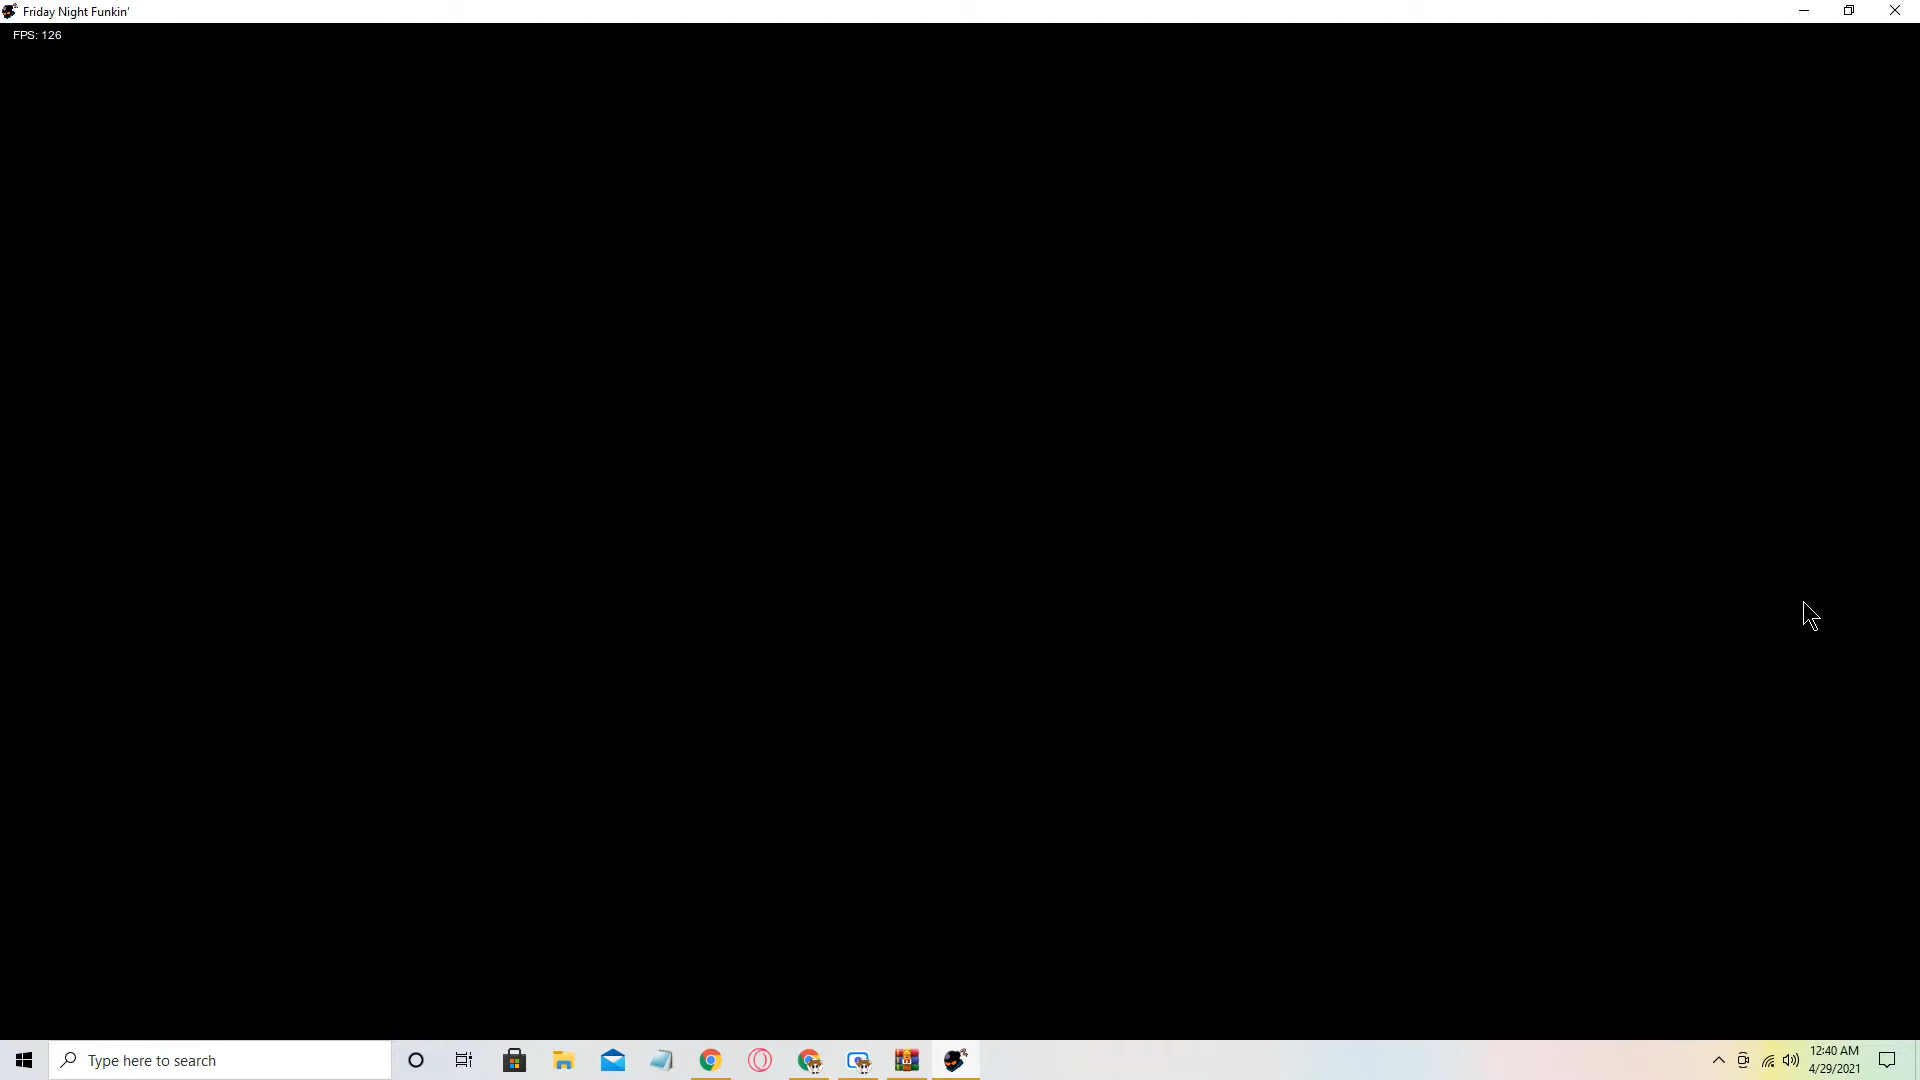 Friday Night Funkin'
FPS: 126
Type here to search
12:40 AM
4/29/2021